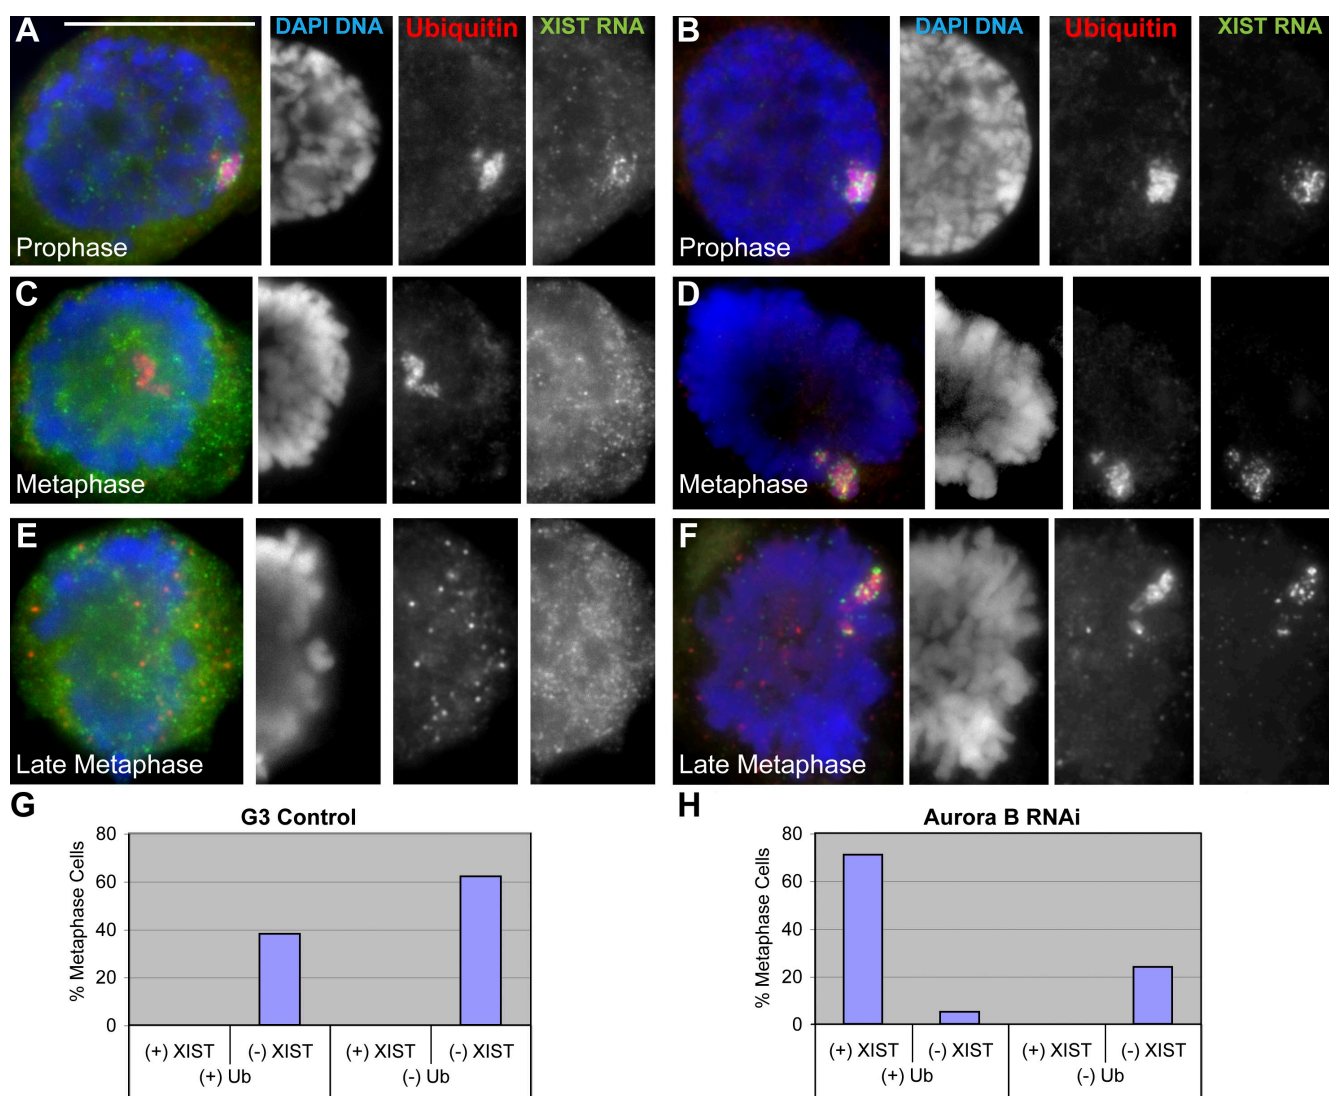 A DAPI DNA Ubiquitin XIST RNA
Prophase
B DAPI DNA Ubiquitin XIST RNA
Prophase
C
Metaphase
D
Metaphase
E
Late Metaphase
F
Late Metaphase
G
G3 Control
% Metaphase Cells
80
60
40
20
0
(+) XIST (-) XIST (+) XIST (-) XIST
(+) Ub (-) Ub
H
Aurora B RNAi
% Metaphase Cells
80
60
40
20
0
(+) XIST (-) XIST (+) XIST (-) XIST
(+) Ub (-) Ub